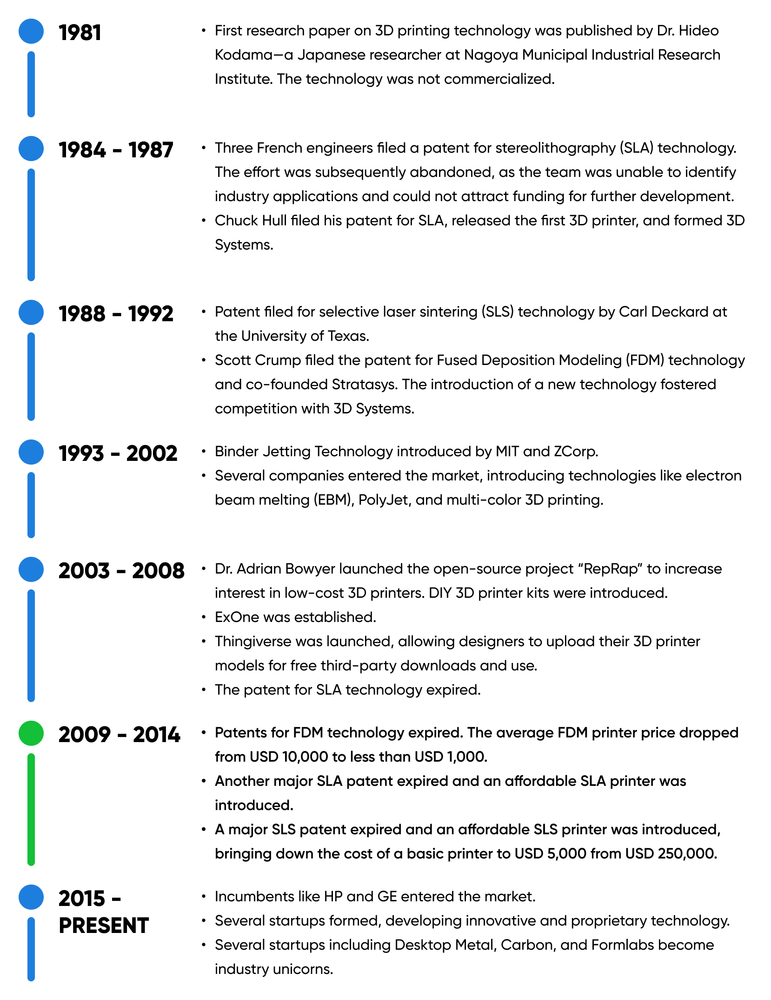 1981
• First research paper on 3D printing technology was published by Dr. Hideo
Kodama—a Japanese researcher at Nagoya Municipal Industrial Research
Institute. The technology was not commercialized.
1984 - 1987
• Three French engineers filed a patent for stereolithography (SLA) technology.
The effort was subsequently abandoned, as the team was unable to identify
industry applications and could not attract funding for further development.
• Chuck Hull filed his patent for SLA, released the first 3D printer, and formed 3D
Systems.
1988 - 1992
• Patent filed for selective laser sintering (SLS) technology by Carl Deckard at
the University of Texas.
• Scott Crump filed the patent for Fused Deposition Modeling (FDM) technology
and co-founded Stratasys. The introduction of a new technology fostered
competition with 3D Systems.
1993 - 2002
• Binder Jetting Technology introduced by MIT and ZCorp.
• Several companies entered the market, introducing technologies like electron
beam melting (EBM), PolyJet, and multi-color 3D printing.
2003 - 2008
• Dr. Adrian Bowyer launched the open-source project “RepRap” to increase
interest in low-cost 3D printers. DIY 3D printer kits were introduced.
• ExOne was established.
• Thingiverse was launched, allowing designers to upload their 3D printer
models for free third-party downloads and use.
• The patent for SLA technology expired.
2009 - 2014
• Patents for FDM technology expired. The average FDM printer price dropped
from USD 10,000 to less than USD 1,000.
• Another major SLA patent expired and an affordable SLA printer was
introduced.
• A major SLS patent expired and an affordable SLS printer was introduced,
bringing down the cost of a basic printer to USD 5,000 from USD 250,000.
2015 -
PRESENT
• Incumbents like HP and GE entered the market.
• Several startups formed, developing innovative and proprietary technology.
• Several startups including Desktop Metal, Carbon, and Formlabs become
industry unicorns.